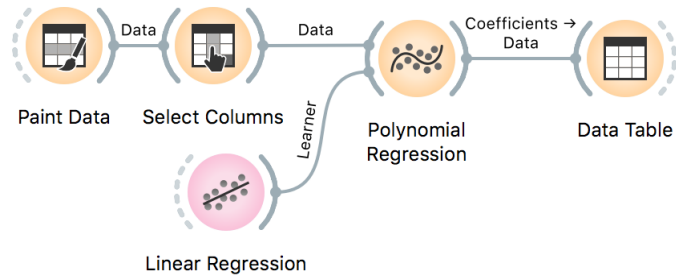 Data
Data
Coefficients →
Data
Paint Data
Select Columns
Learner
Polynomial
Regression
Data Table
Linear Regression